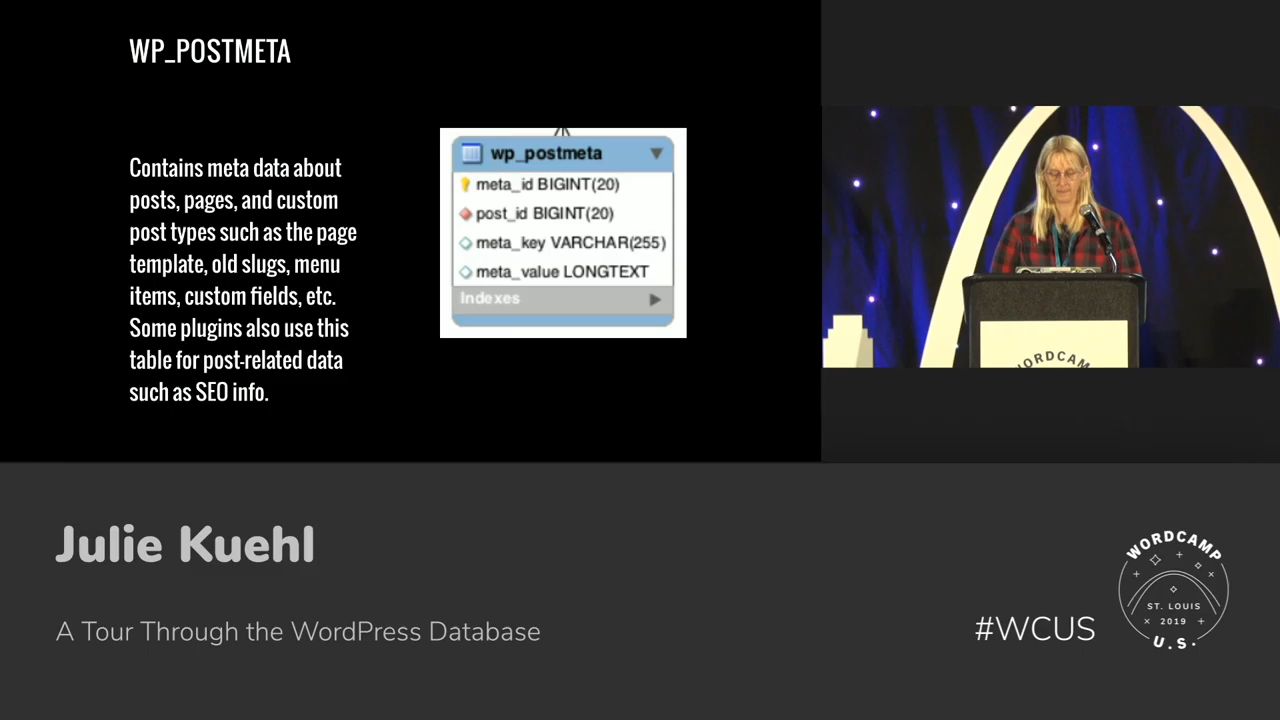 WP_POSTMETA
Contains meta data about
posts, pages, and custom
post types such as the page
template, old slugs, menu
items, custom fields, etc.
Some plugins also use this
table for post-related data
such as SEO info.
wp_postmeta
meta_id BIGINT(20)
post_id BIGINT(20)
meta_key VARCHAR(255)
meta_value LONGTEXT
Indexes
WORDCAMP
Julie Kuehl
A Tour Through the WordPress Database
#WCUS
WORDCAMP
ST. LOUIS
2019
U.S.